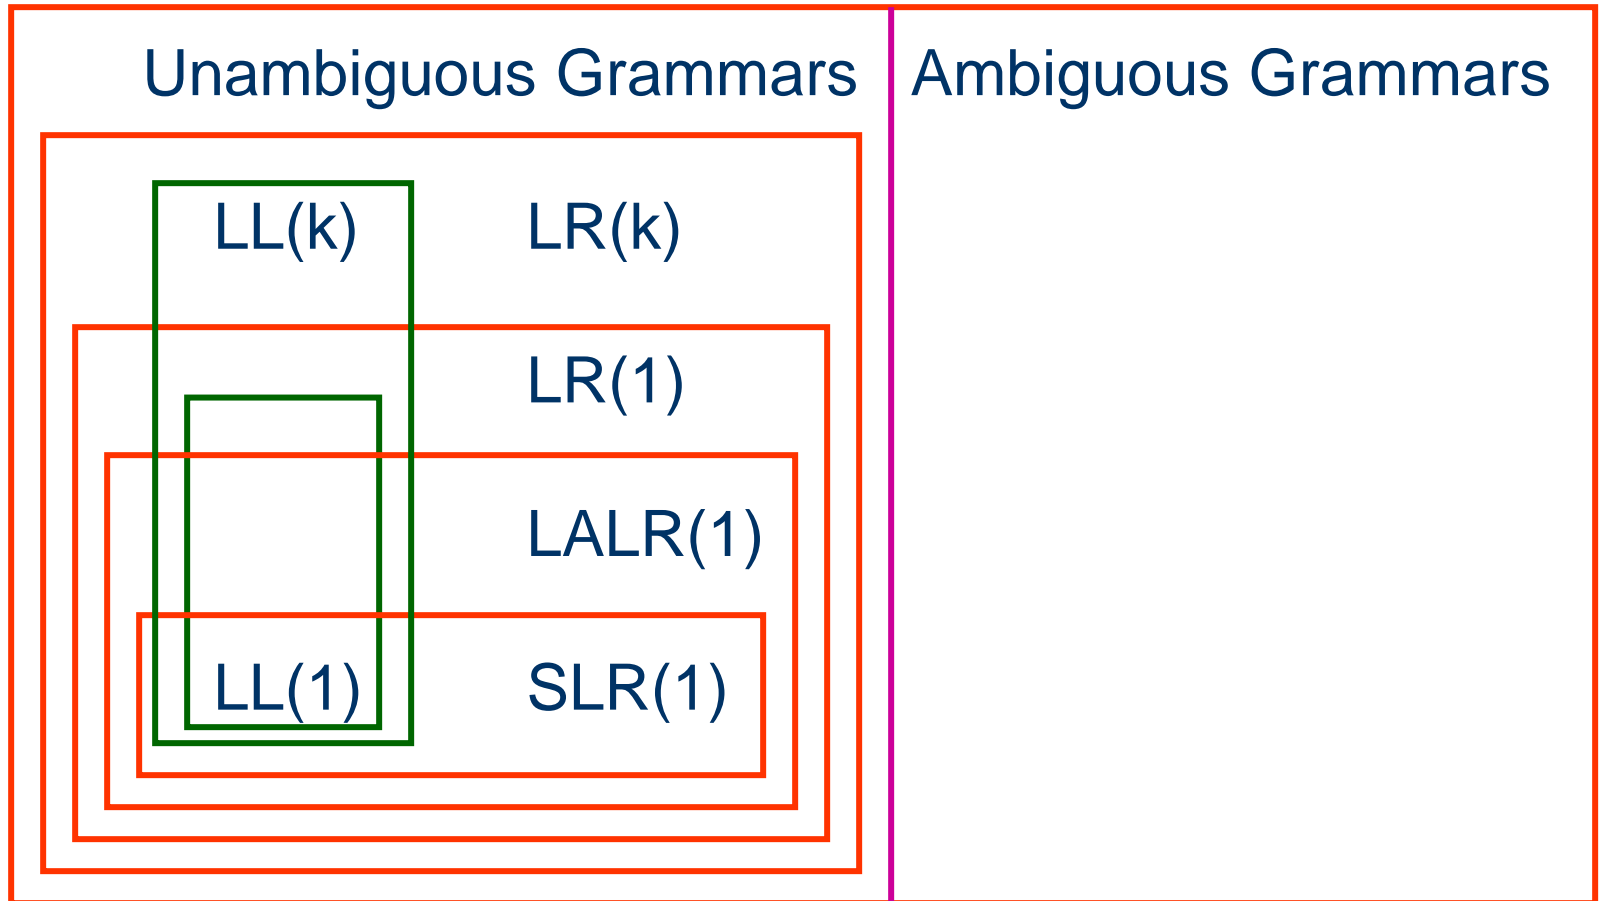 Unambiguous Grammars Ambiguous Grammars
LL(k) LR(k)
LR(1)
LALR(1)
LL(1) SLR(1)